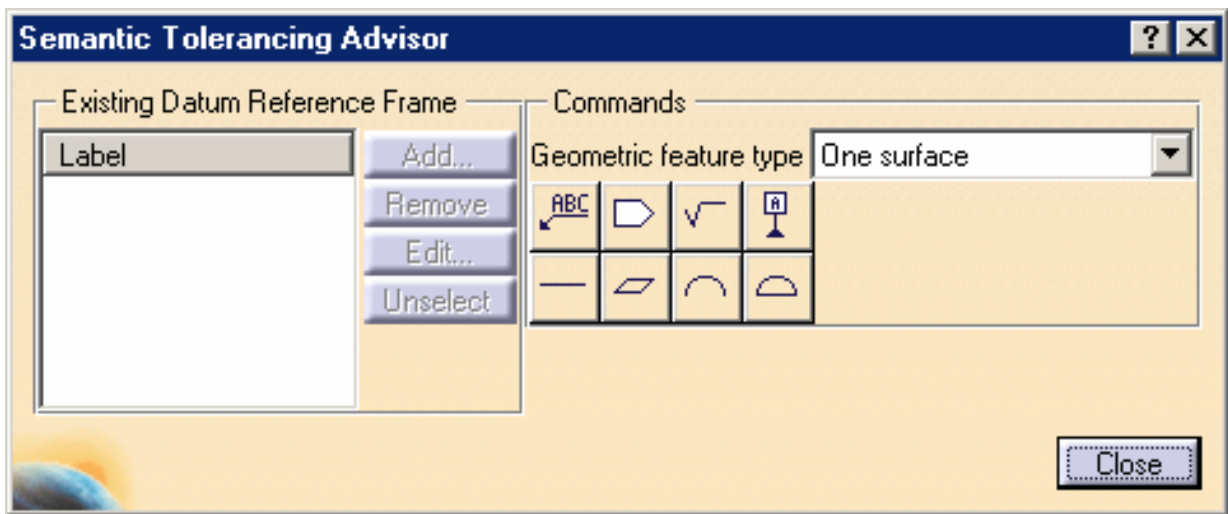 Semantic Tolerancing Advisor
?
Existing Datum Reference Frame
Label
Add...
Remove
Edit...
Unselect
Commands
Geometric feature type One surface
ABC
A
Close